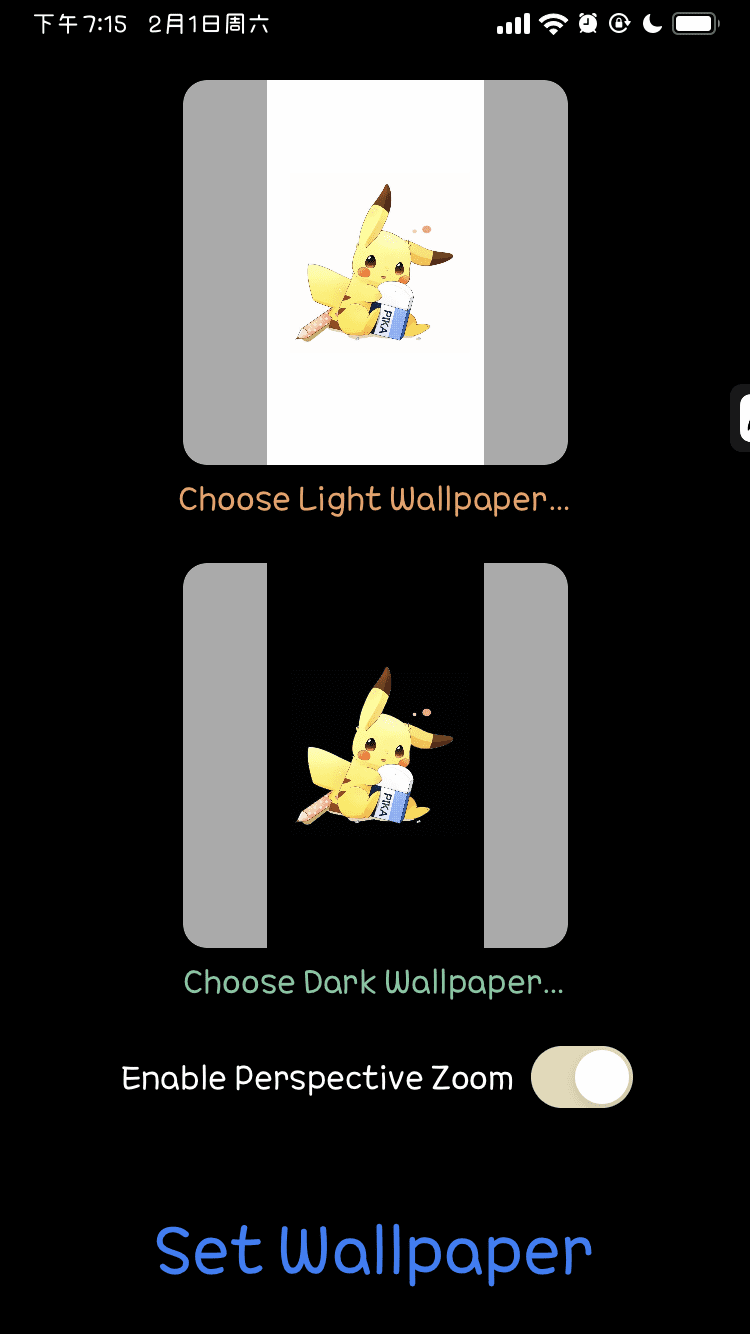 下午7:15 2月1日周六
PIKA
Choose Light Wallpaper...
PIKA
Choose Dark Wallpaper...
Enable Perspective Zoom
Set Wallpaper